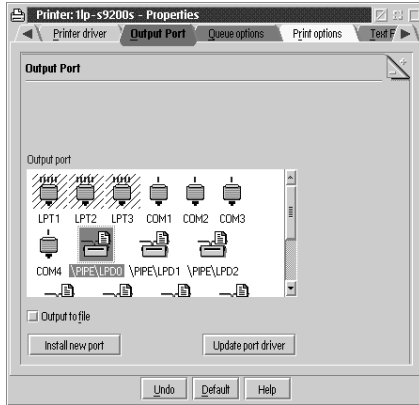 Printer: 1lp-s9200s - Properties
Printer driver Output Port Queue options Print options Text F
Output Port
Output port
LPT1 LPT2 LPT3 COM1 COM2 COM3
COM4 \PIPE\LPD0 \PIPE\LPD1 \PIPE\LPD2
Output to file
Install new port Update port driver
Undo Default Help